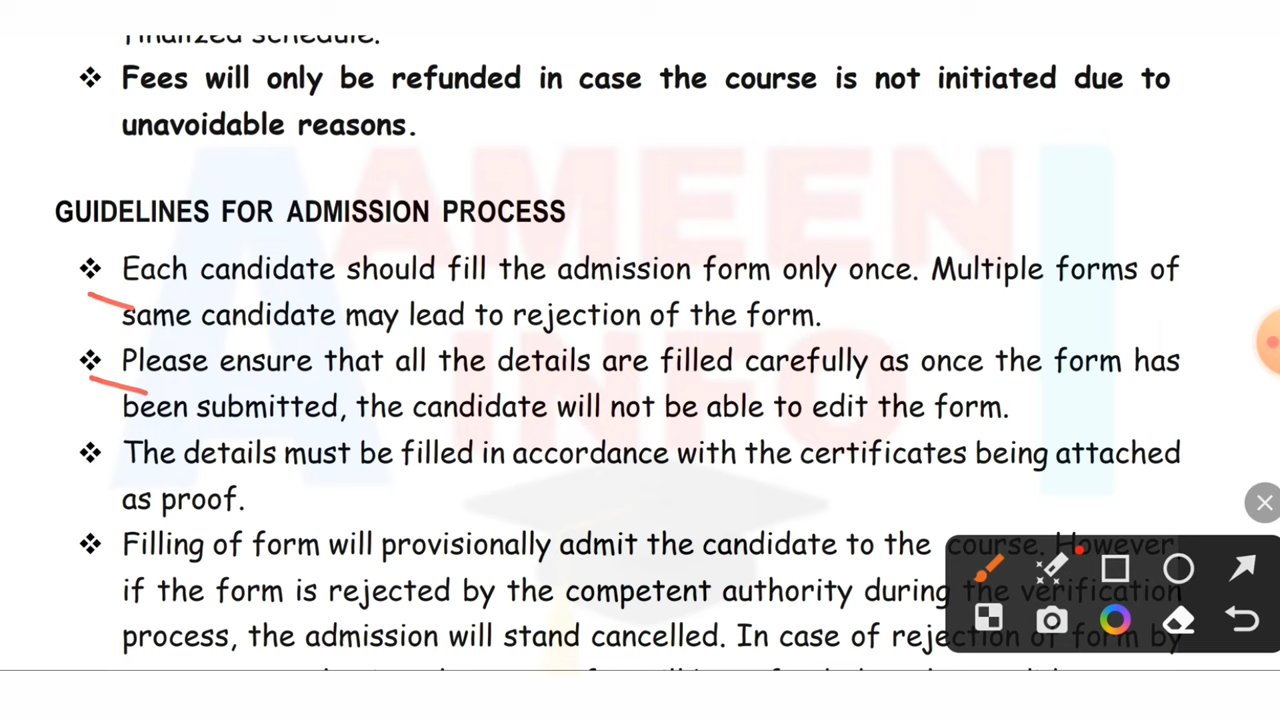 finalized schedule.
❖ Fees will only be refunded in case the course is not initiated due to
unavoidable reasons.
AMEEN
INFO
GUIDELINES FOR ADMISSION PROCESS
❖ Each candidate should fill the admission form only once. Multiple forms of
same candidate may lead to rejection of the form.
❖ Please ensure that all the details are filled carefully as once the form has
been submitted, the candidate will not be able to edit the form.
❖ The details must be filled in accordance with the certificates being attached
as proof.
❖ Filling of form will provisionally admit the candidate to the course. However
if the form is rejected by the competent authority during the verification
process, the admission will stand cancelled. In case of rejection of form by